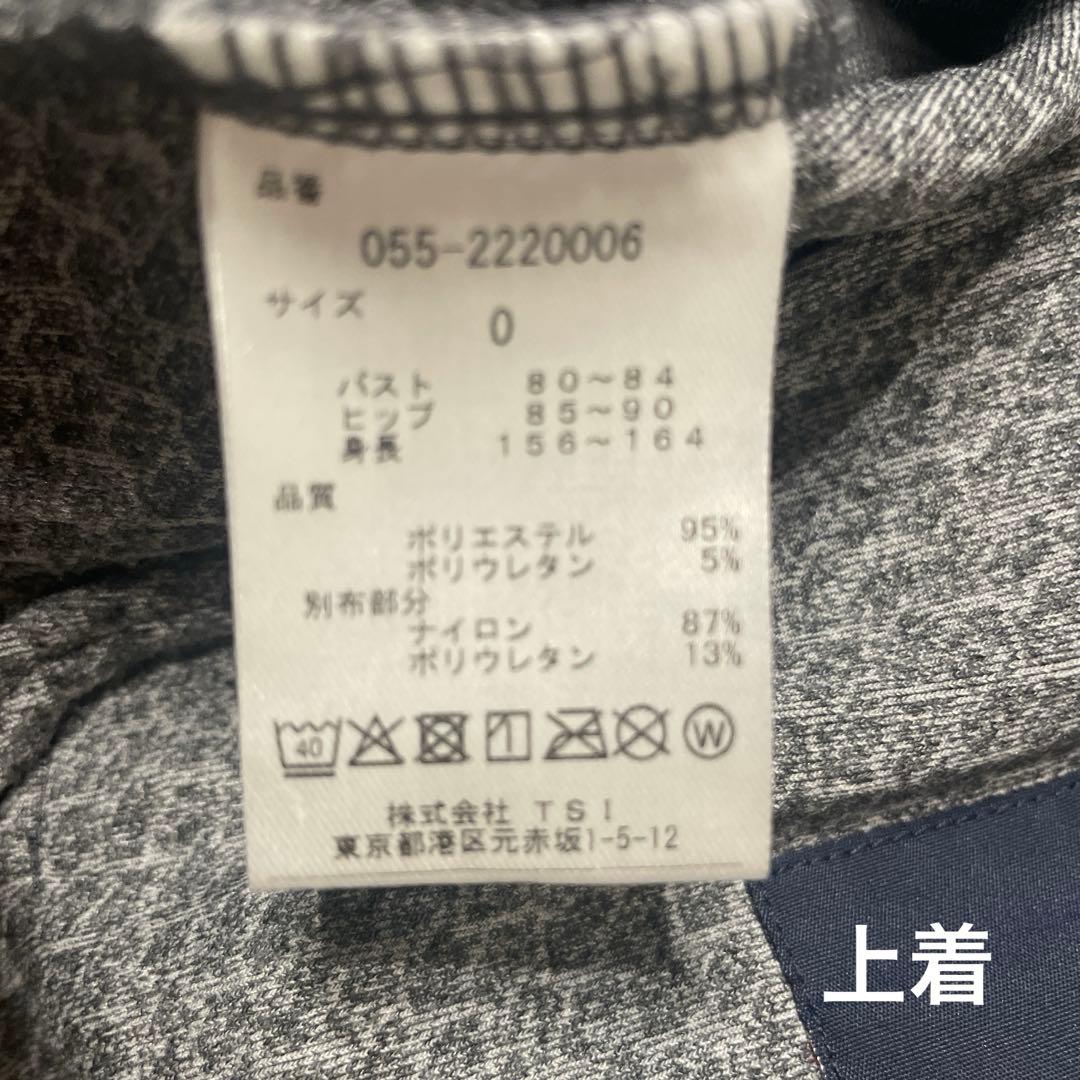 品番
055-2220006
サイズ
0
バスト 80～84
ヒップ 85～90
身長 156～164
品質
ポリエステル 95%
ポリウレタン 5%
別布部分
ナイロン 87%
ポリウレタン 13%
40 W
株式会社 TSI
東京都港区元赤坂1-5-12
上着